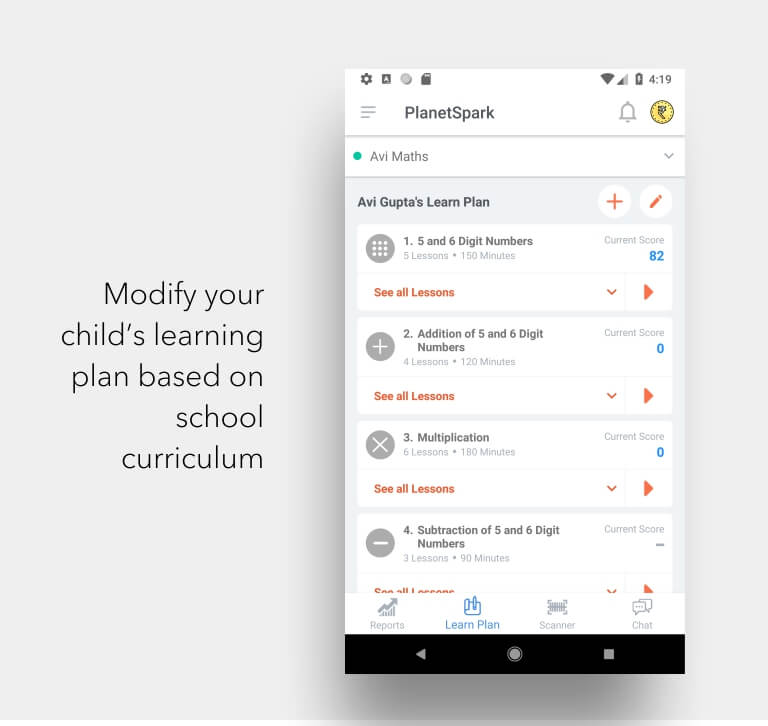 Modify your
child’s learning
plan based on
school
curriculum
4:19
PlanetSpark
Avi Maths
Avi Gupta's Learn Plan
1. 5 and 6 Digit Numbers
5 Lessons • 150 Minutes
Current Score
82
See all Lessons
2. Addition of 5 and 6 Digit
Numbers
4 Lessons • 120 Minutes
Current Score
0
See all Lessons
3. Multiplication
6 Lessons • 180 Minutes
Current Score
0
See all Lessons
4. Subtraction of 5 and 6 Digit
Numbers
3 Lessons • 90 Minutes
Current Score
–
See all Lessons
Reports
Learn Plan
Scanner
Chat